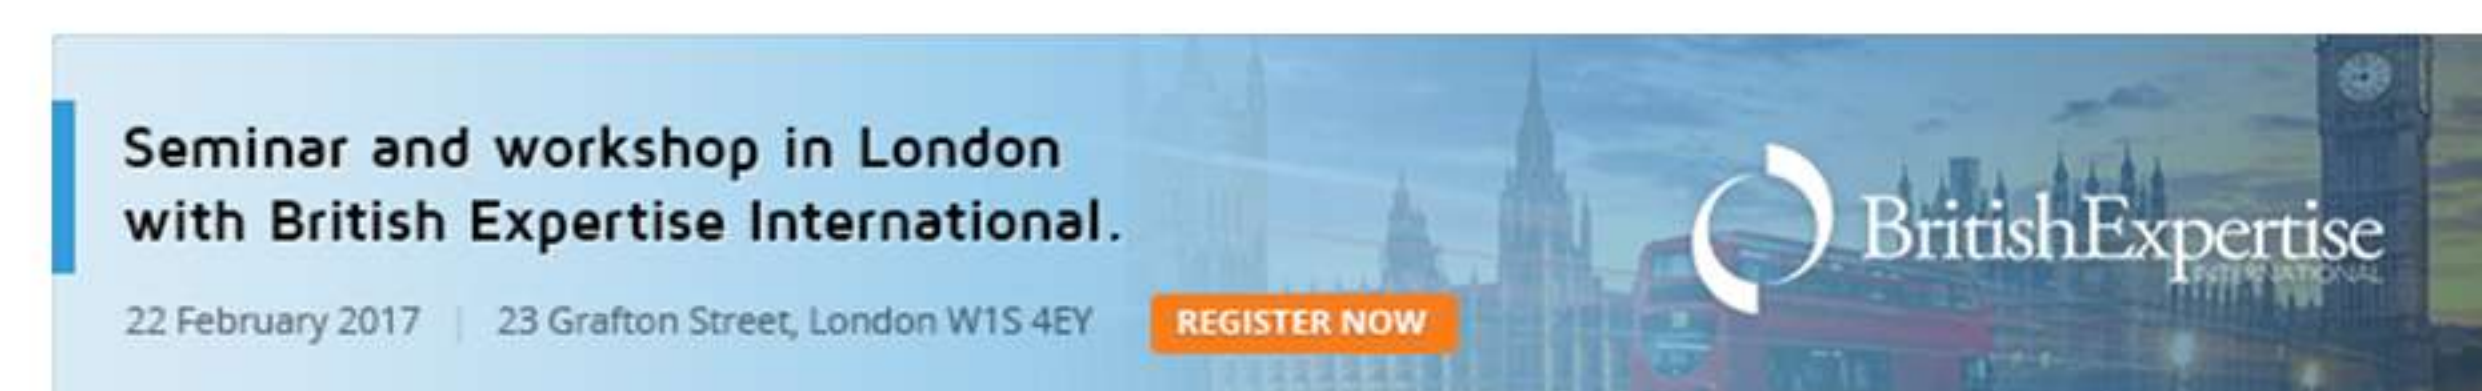 Seminar and workshop in London
with British Expertise International.
22 February 2017 | 23 Grafton Street, London W1S 4EY
REGISTER NOW
BritishExpertise
INTERNATIONAL